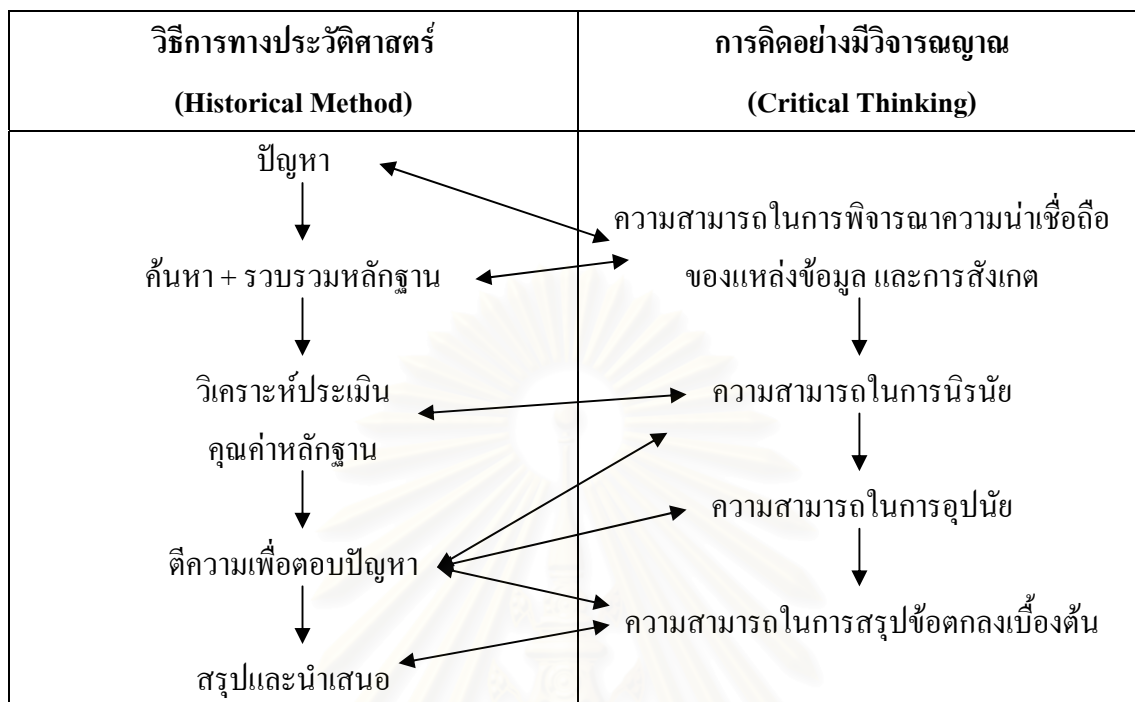 วิธีการทางประวัติศาสตร์
(Historical Method)
การคิดอย่างมีวิจารณญาณ
(Critical Thinking)
ปัญหา
ค้นหา + รวบรวมหลักฐาน
วิเคราะห์ประเมิน
คุณค่าหลักฐาน
ตีความเพื่อตอบปัญหา
สรุปและนำเสนอ
ความสามารถในการพิจารณาความน่าเชื่อถือ
ของแหล่งข้อมูล และการสังเกต
ความสามารถในการนิรนัย
ความสามารถในการอุปนัย
ความสามารถในการสรุปข้อตกลงเบื้องต้น